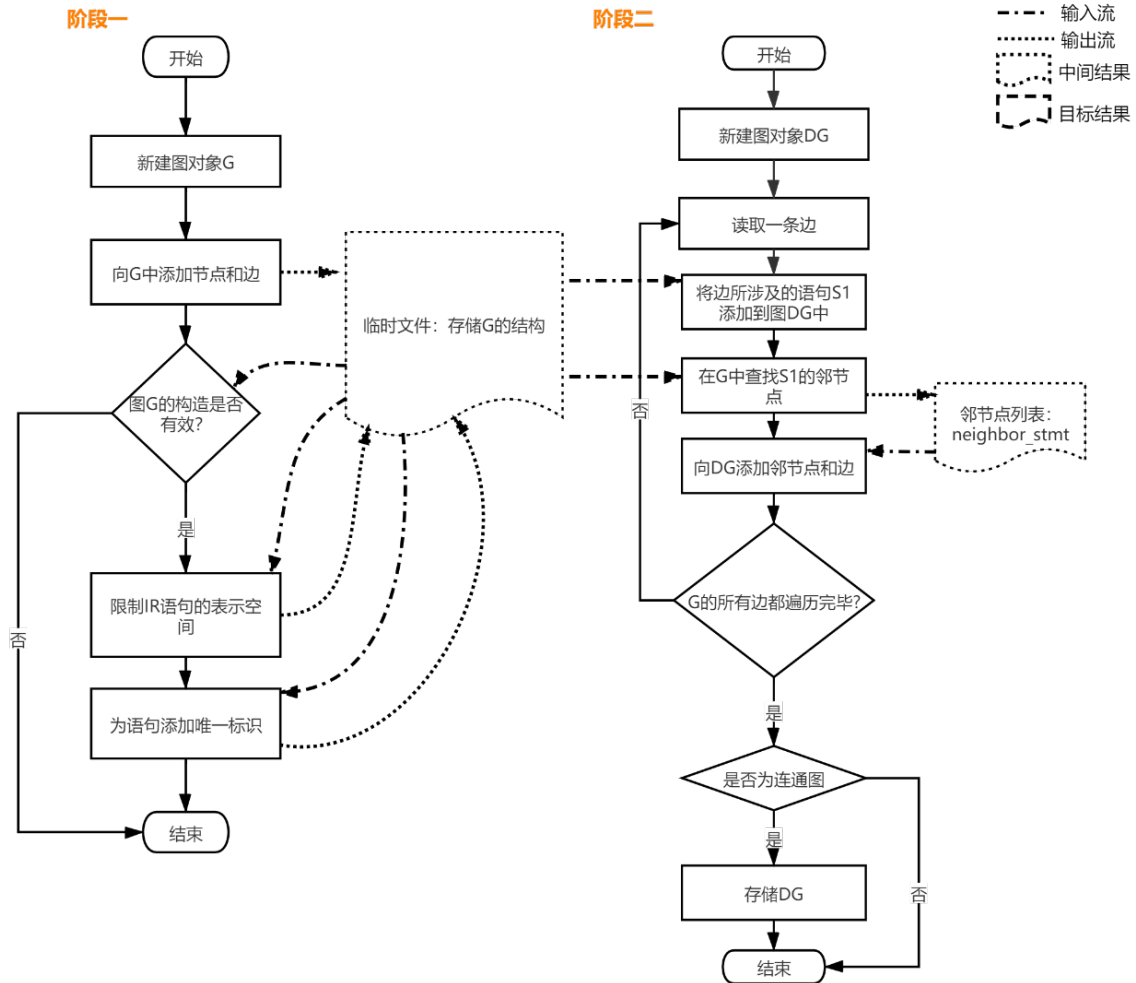 阶段一
开始
新建图对象G
向G中添加节点和边
图G的构造是否
有效?
是
否
限制IR语句的表示空
间
为语句添加唯一标识
结束
临时文件：存储G的结构
阶段二
开始
新建图对象DG
读取一条边
将边所涉及的语句S1
添加到图DG中
在G中查找S1的邻节
点
否
邻节点列表：
neighbor_stmt
向DG添加邻节点和边
G的所有边都遍历完毕?
是
是否为连通图
是
否
存储DG
结束
输入流
输出流
中间结果
目标结果